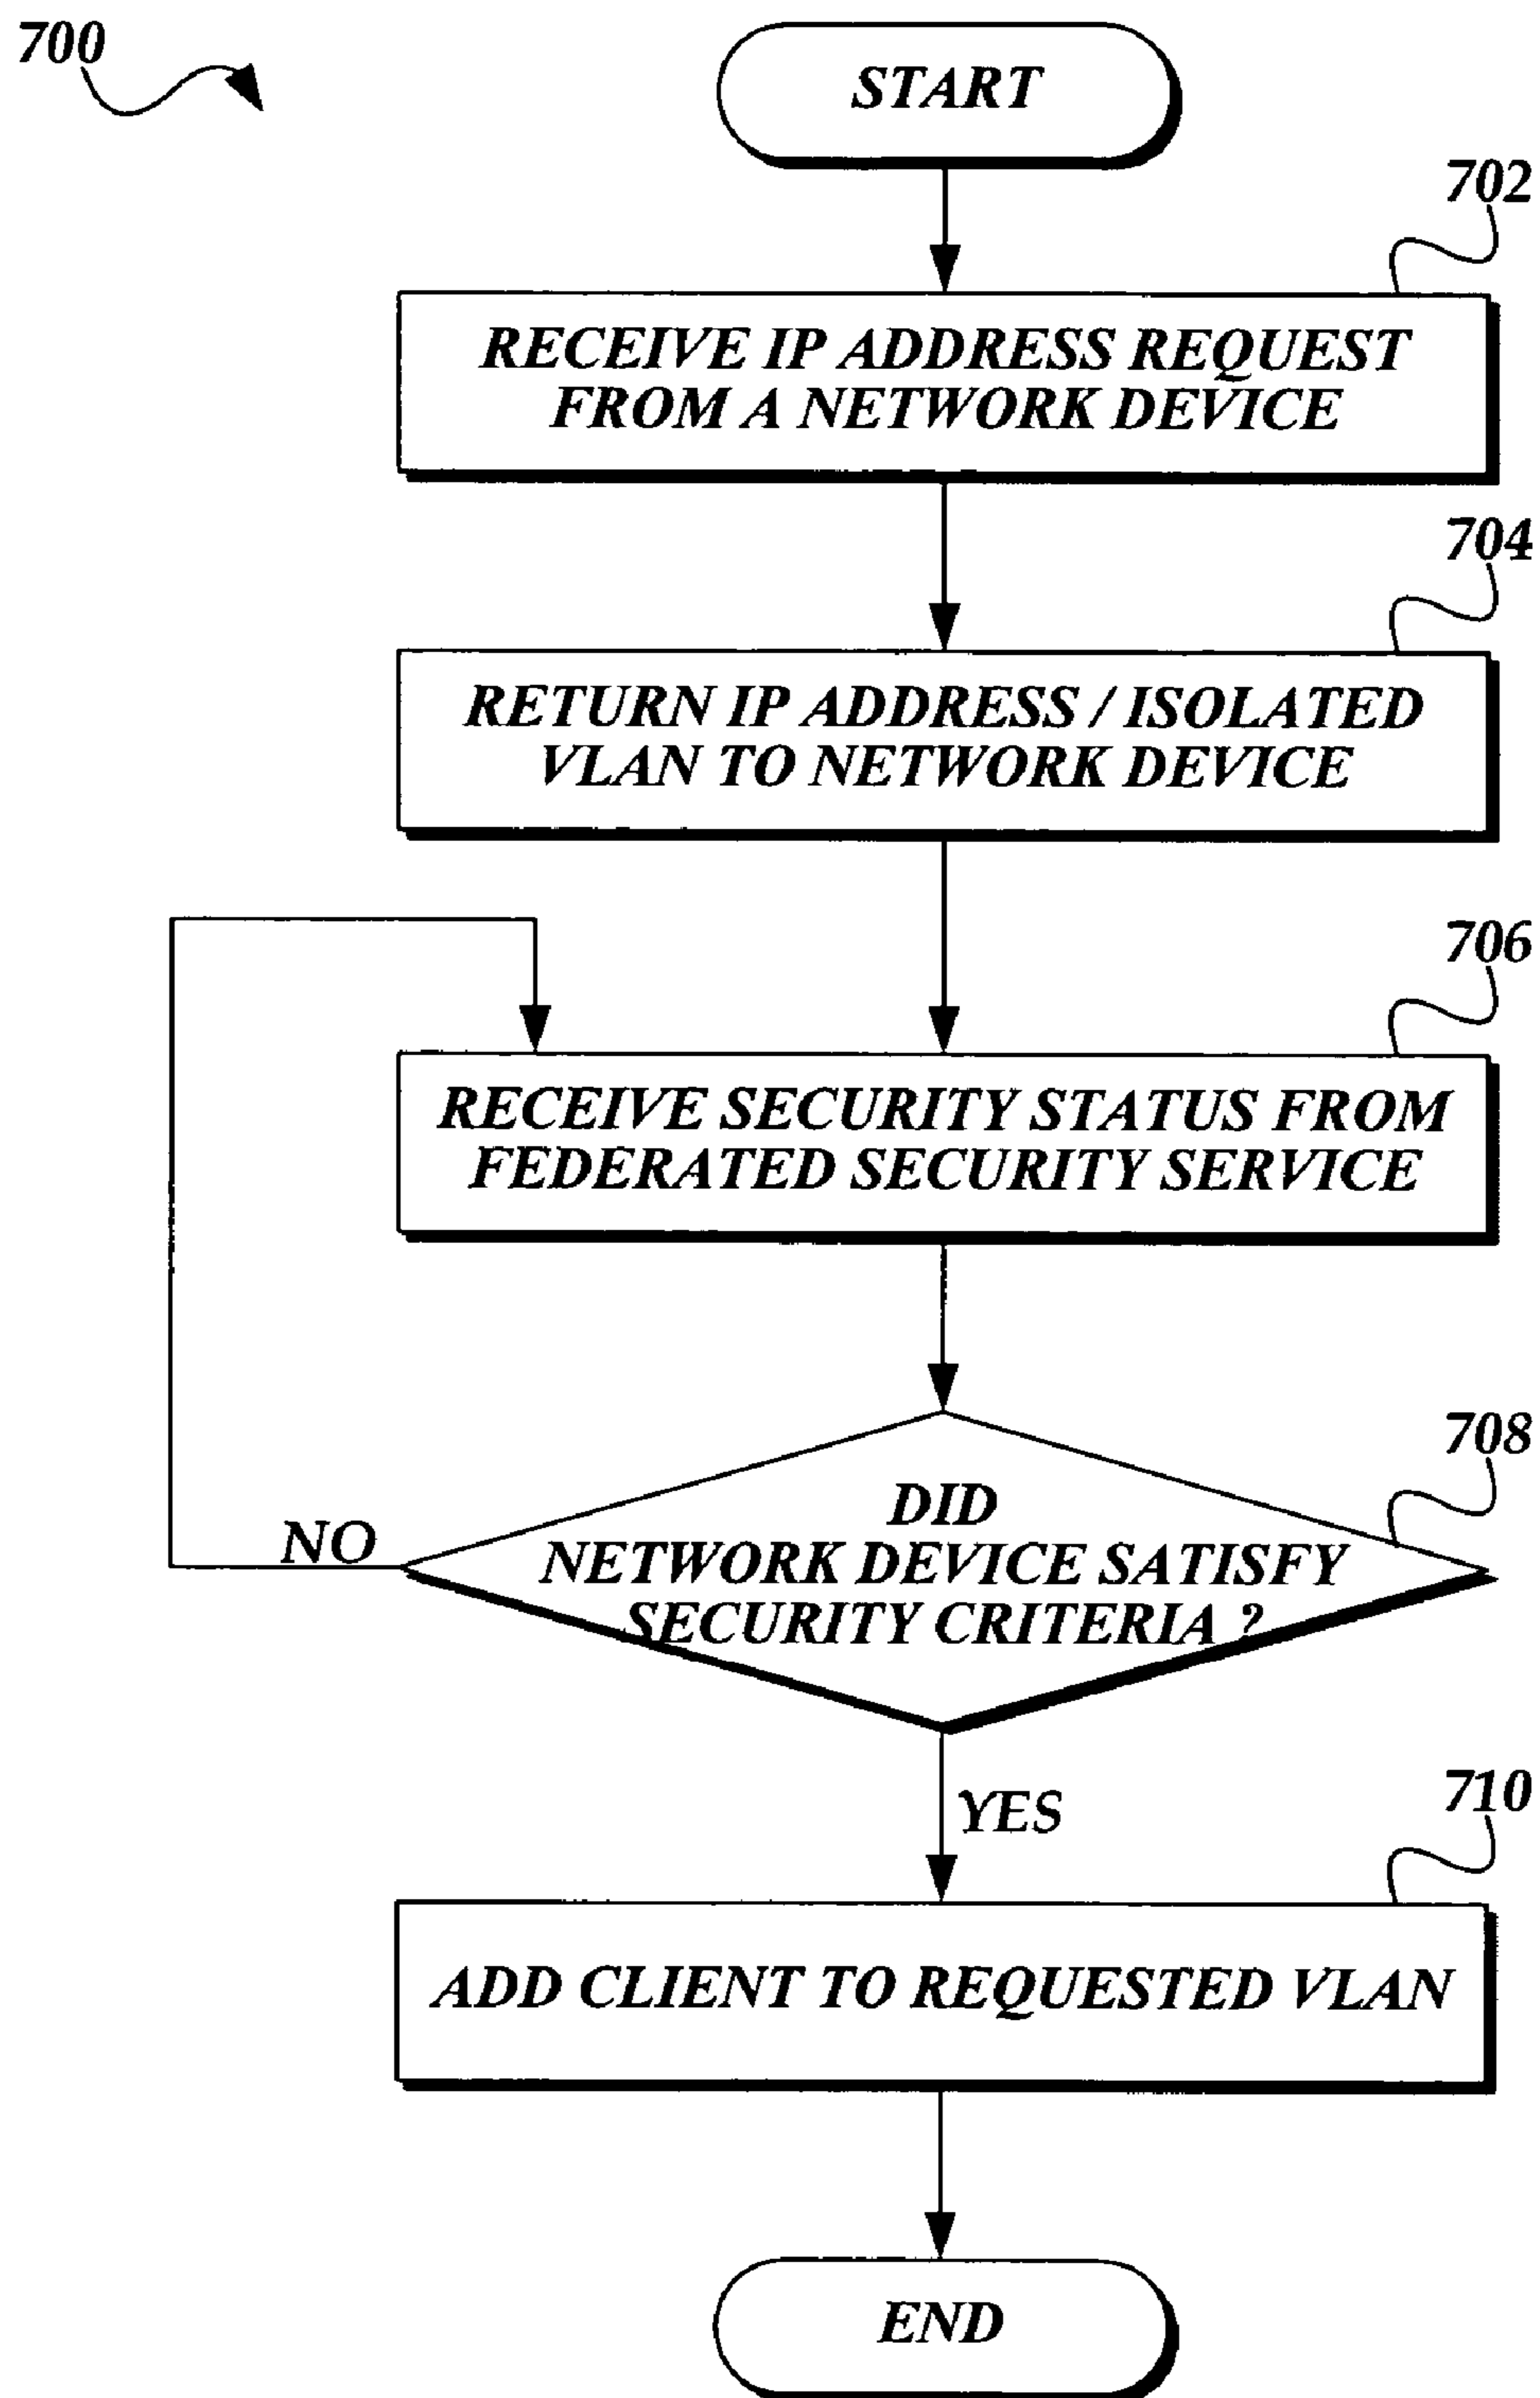 700
START
702
RECEIVE IP ADDRESS REQUEST
FROM A NETWORK DEVICE
704
RETURN IP ADDRESS / ISOLATED
VLAN TO NETWORK DEVICE
706
RECEIVE SECURITY STATUS FROM
FEDERATED SECURITY SERVICE
708
DID
NETWORK DEVICE SATISFY
SECURITY CRITERIA ?
NO
YES
710
ADD CLIENT TO REQUESTED VLAN
END